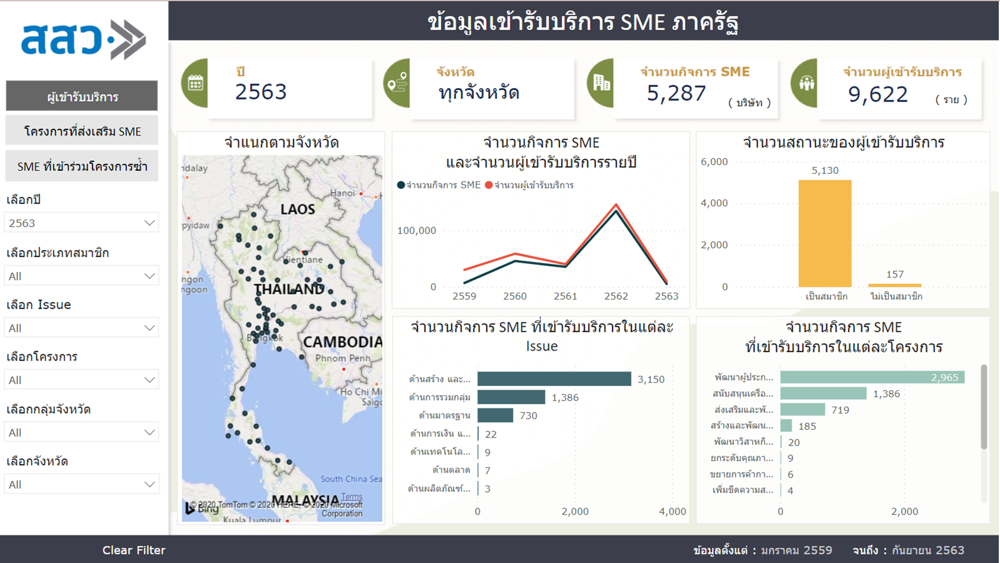 สสว
ข้อมูลเข้ารับบริการ SME ภาครัฐ
ผู้เข้ารับบริการ
โครงการที่ส่งเสริม SME
SME ที่เข้าร่วมโครงการซ้ำ
เลือกปี
2563
เลือกประเภทสมาชิก
All
เลือก Issue
All
เลือกโครงการ
All
เลือกกลุ่มจังหวัด
All
เลือกจังหวัด
All
ปี
2563
จังหวัด
ทุกจังหวัด
จำนวนกิจการ SME
5,287 ( บริษัท )
จำนวนผู้เข้ารับบริการ
9,622 ( ราย )
จำแนกตามจังหวัด
ndalay
Hanoi
LAOS
pyidaw
Vientiane
ngon
ngoon
THAILAND
Bangkok
CAMBODIA
Phnom Penh
Ho Chi Mi
Saigo
South China Sea
MALAYSIA
Terms
Bing
© 2020 TomTom © 2020 HERE, © 2020 Microsoft
Corporation
Kuala Lumpur
จำนวนกิจการ SME
และจำนวนผู้เข้ารับบริการรายปี
จำนวนกิจการ SME จำนวนผู้เข้ารับบริการ
100,000
0
2559 2560 2561 2562 2563
จำนวนสถานะของผู้เข้ารับบริการ
6,000
5,130
4,000
2,000
157
0
เป็นสมาชิก ไม่เป็นสมาชิก
จำนวนกิจการ SME ที่เข้ารับบริการในแต่ละ
Issue
ด้านสร้าง และ... 3,150
ด้านการรวมกลุ่ม 1,386
ด้านมาตรฐาน 730
ด้านการเงิน แ... 22
ด้านเทคโนโล... 9
ด้านตลาด 7
ด้านผลิตภัณฑ์... 3
0 2,000 4,000
จำนวนกิจการ SME
ที่เข้ารับบริการในแต่ละโครงการ
พัฒนาผู้ประก... 2,965
สนับสนุนเครือ... 1,386
ส่งเสริมและพั... 719
สร้างและพัฒน... 185
พัฒนาวิสาหกิ... 20
ยกระดับคุณภา... 9
ขยายการค้ากา... 6
เพิ่มขีดความส... 4
0 2,000
Clear Filter
ข้อมูลตั้งแต่ : มกราคม 2559 จนถึง : กันยายน 2563